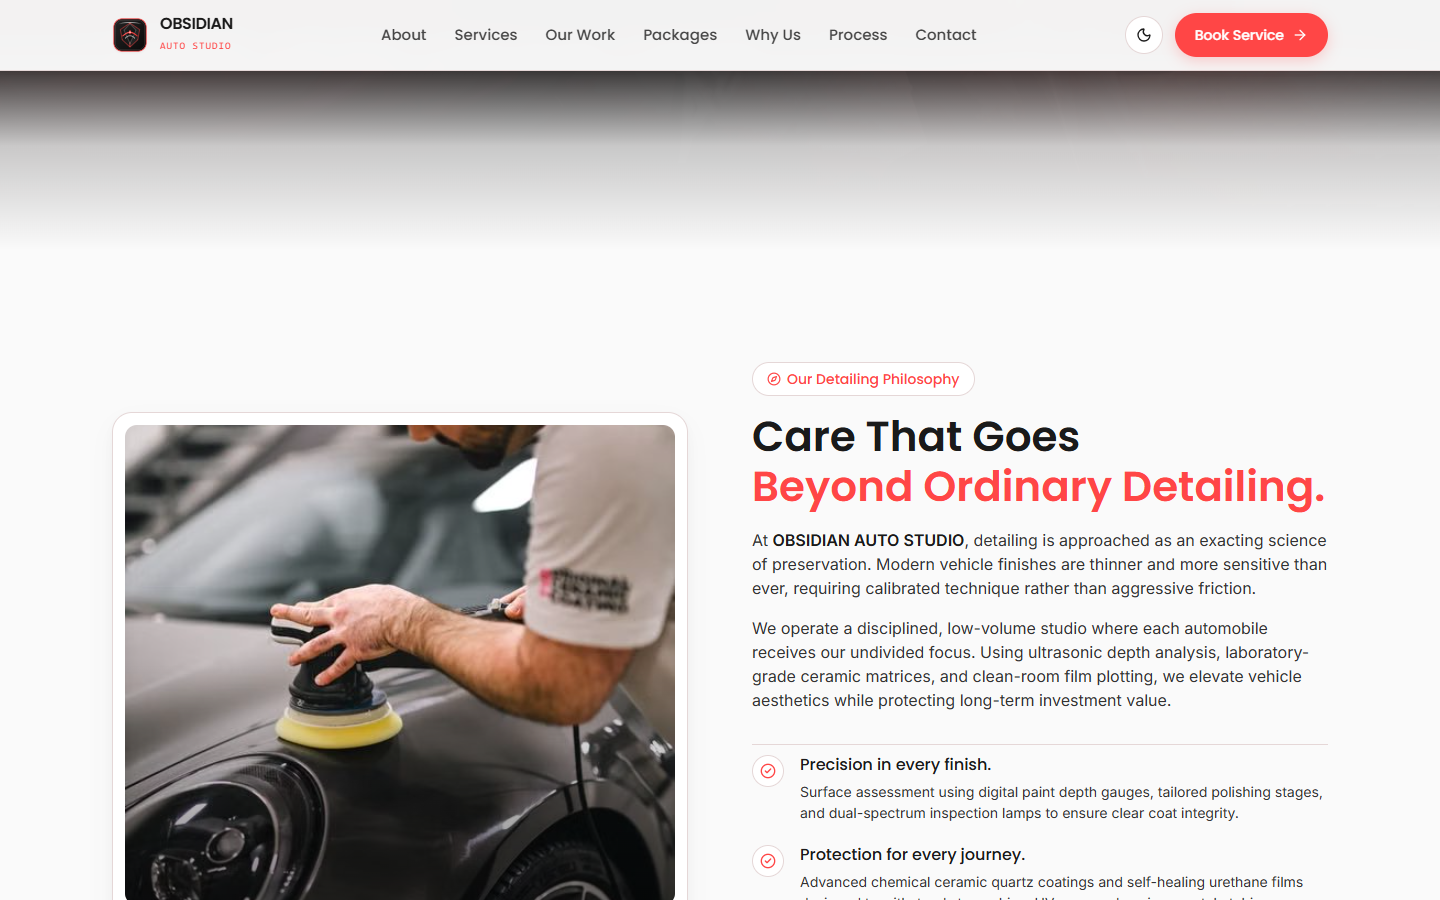 OBSIDIAN
AUTO STUDIO
About
Services
Our Work
Packages
Why Us
Process
Contact
Book Service
Our Detailing Philosophy
Care That Goes
Beyond Ordinary Detailing.
At OBSIDIAN AUTO STUDIO, detailing is approached as an exacting science
of preservation. Modern vehicle finishes are thinner and more sensitive than
ever, requiring calibrated technique rather than aggressive friction.
We operate a disciplined, low-volume studio where each automobile
receives our undivided focus. Using ultrasonic depth analysis, laboratory-
grade ceramic matrices, and clean-room film plotting, we elevate vehicle
aesthetics while protecting long-term investment value.
Precision in every finish.
Surface assessment using digital paint depth gauges, tailored polishing stages,
and dual-spectrum inspection lamps to ensure clear coat integrity.
Protection for every journey.
Advanced chemical ceramic quartz coatings and self-healing urethane films